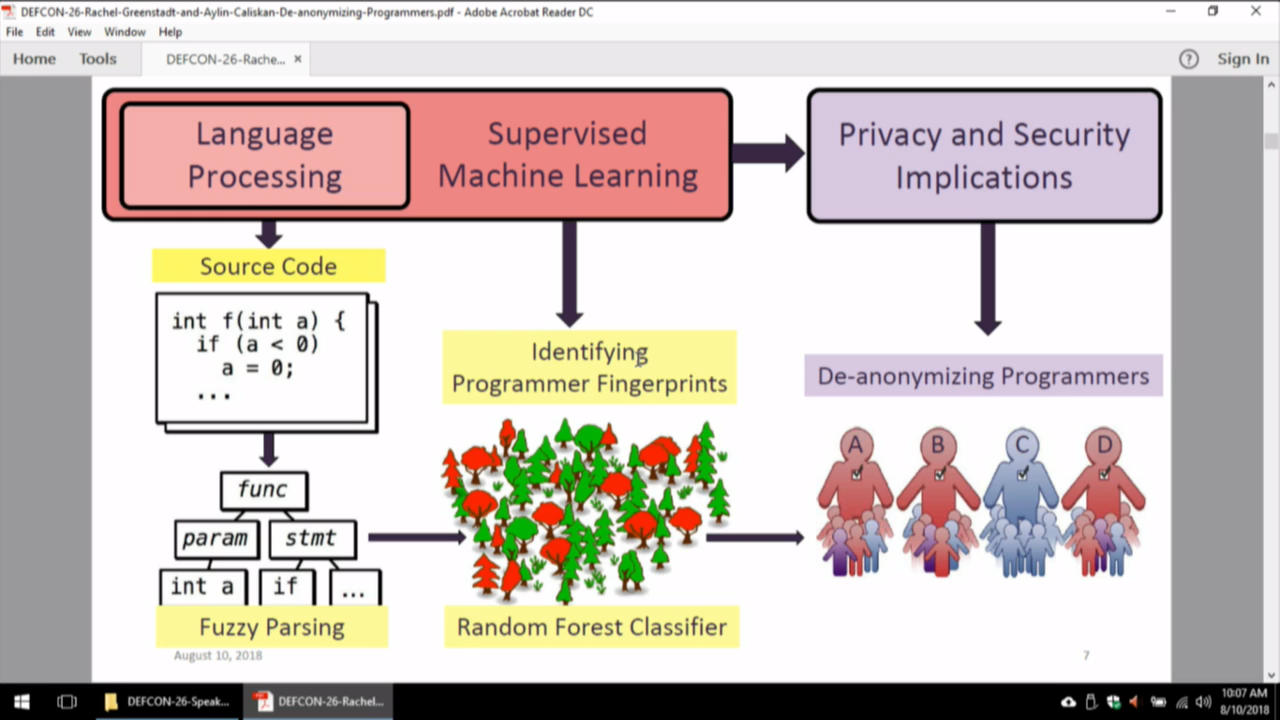 DEFCON-26-Rachel-Greenstadt-and-Aylin-Caliskan-De-anonymizing-Programmers.pdf - Adobe Acrobat Reader DC
File Edit View Window Help
Home Tools DEFCON-26-Rache... × ? Sign In
Language
Processing
Supervised
Machine Learning
Privacy and Security
Implications
Source Code
int f(int a) {
if (a < 0)
a = 0;
...
Identifying
Programmer Fingerprints
De-anonymizing Programmers
A B C D
func
param stmt
int a if ...
Fuzzy Parsing
Random Forest Classifier
August 10, 2018
7
DEFCON-26-Speak... DEFCON-26-Rachel...
10:07 AM
8/10/2018